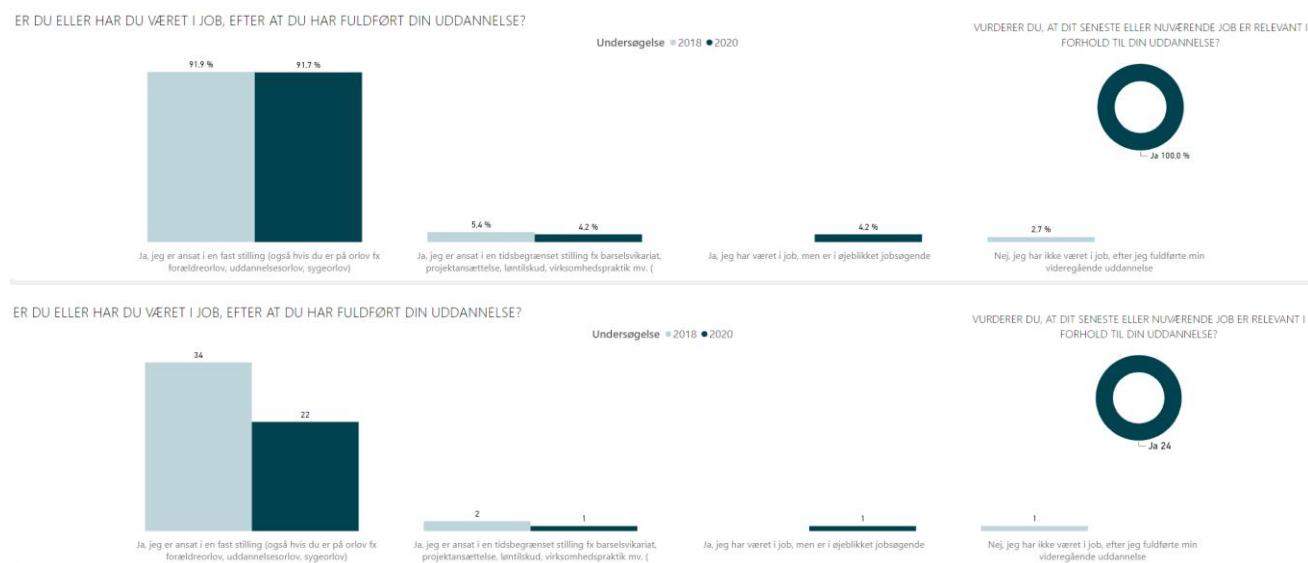 ER DU ELLER HAR DU VÆRET I JOB, EFTER AT DU HAR FULDFØRT DIN UDDANNELSE?
Undersøgelse 2018 2020
91,9 %
91,7 %
5,4 %
4,2 %
4,2 %
2,7 %
Ja, jeg er ansat i en fast stilling (også hvis du er på orlov fx
forældreorlov, uddannelsesorlov, sygeorlov)
Ja, jeg er ansat i en tidsbegrænset stilling fx barselsvikariat,
projektansættelse, løntilskud, virksomhedspraktik mv. (
Ja, jeg har været i job, men er i øjeblikket jobsøgende
Nej, jeg har ikke været i job, efter jeg fuldførte min
videregående uddannelse
VURDERER DU, AT DIT SENESTE ELLER NUVÆRENDE JOB ER RELEVANT I
FORHOLD TIL DIN UDDANNELSE?
Ja 100,0 %
ER DU ELLER HAR DU VÆRET I JOB, EFTER AT DU HAR FULDFØRT DIN UDDANNELSE?
Undersøgelse 2018 2020
34
22
2
1
1
1
Ja, jeg er ansat i en fast stilling (også hvis du er på orlov fx
forældreorlov, uddannelsesorlov, sygeorlov)
Ja, jeg er ansat i en tidsbegrænset stilling fx barselsvikariat,
projektansættelse, løntilskud, virksomhedspraktik mv. (
Ja, jeg har været i job, men er i øjeblikket jobsøgende
Nej, jeg har ikke været i job, efter jeg fuldførte min
videregående uddannelse
VURDERER DU, AT DIT SENESTE ELLER NUVÆRENDE JOB ER RELEVANT I
FORHOLD TIL DIN UDDANNELSE?
Ja 24